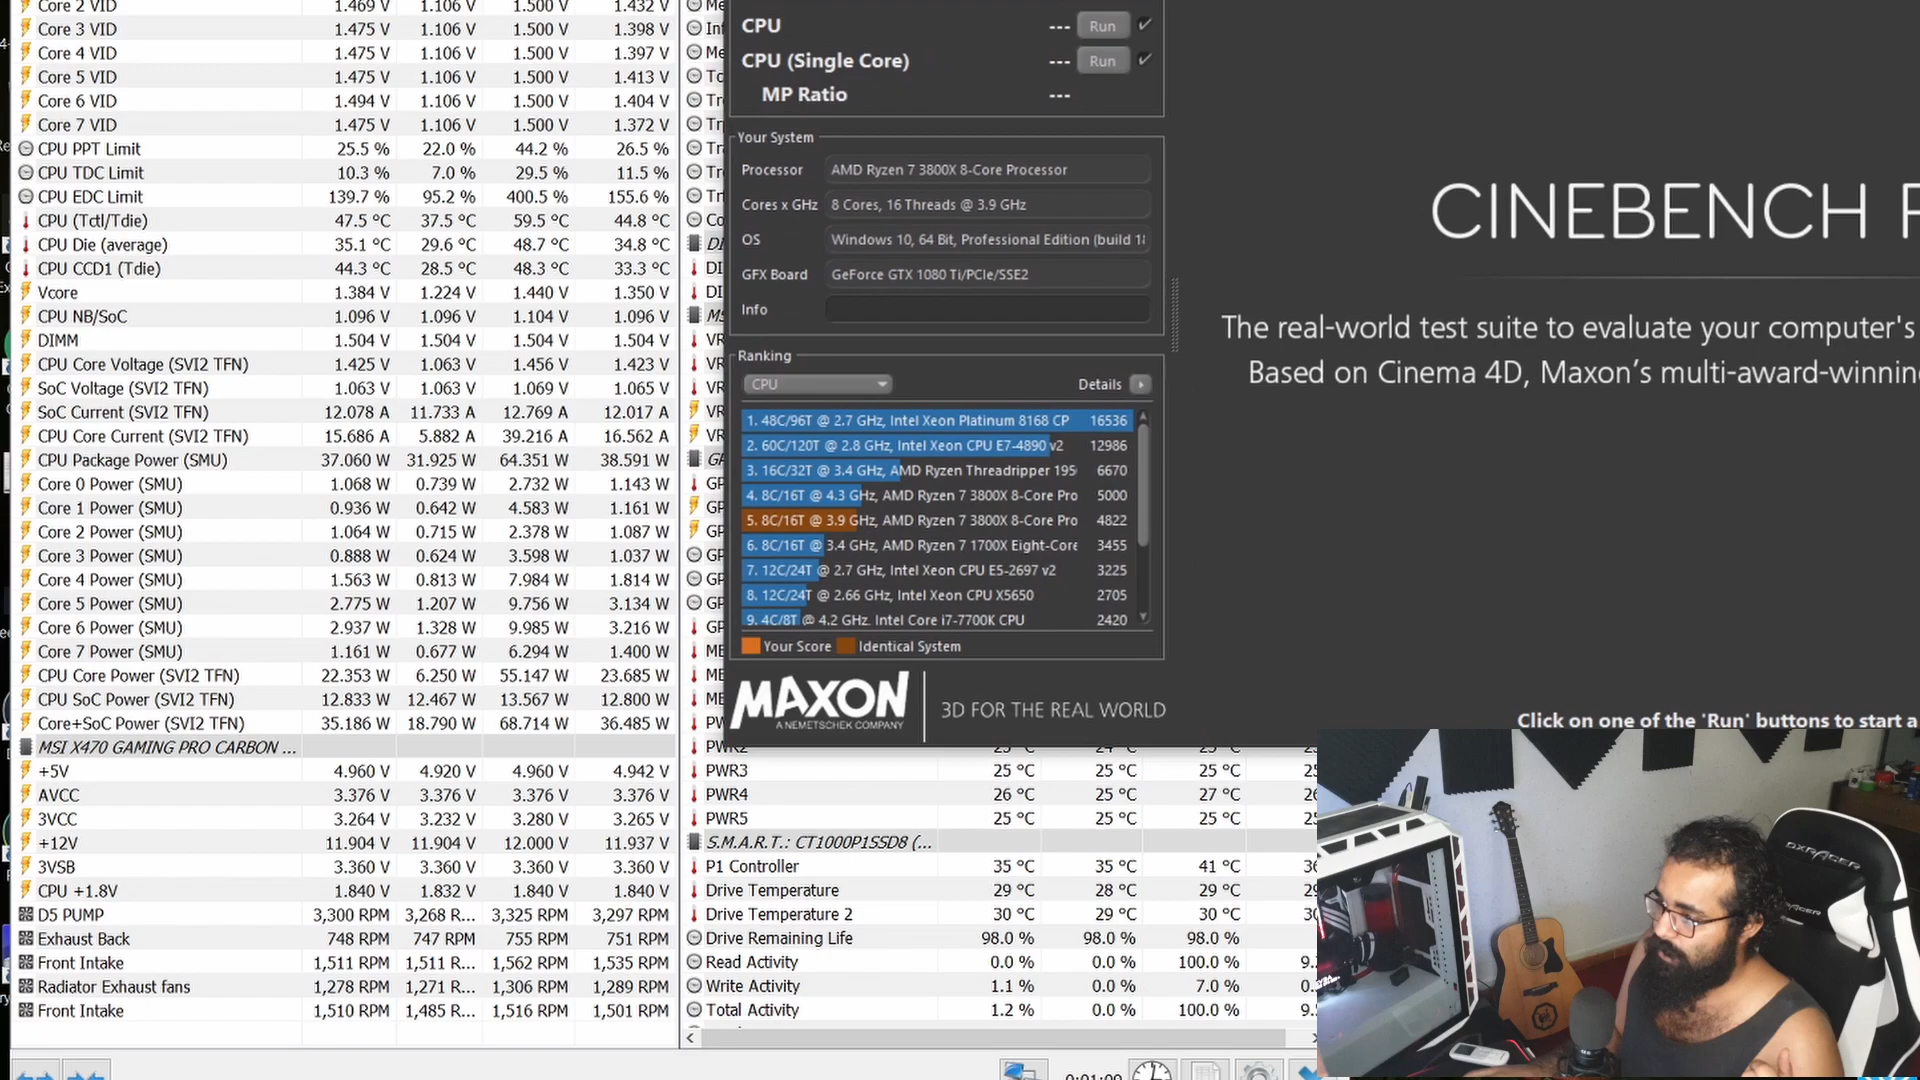 Core 2 VID 1.469 V 1.106 V 1.500 V 1.432 V
Core 3 VID 1.475 V 1.106 V 1.500 V 1.398 V
Core 4 VID 1.475 V 1.106 V 1.500 V 1.397 V
Core 5 VID 1.475 V 1.106 V 1.500 V 1.413 V
Core 6 VID 1.494 V 1.106 V 1.500 V 1.404 V
Core 7 VID 1.475 V 1.106 V 1.500 V 1.372 V
CPU PPT Limit 25.5 % 22.0 % 44.2 % 26.5 %
CPU TDC Limit 10.3 % 7.0 % 29.5 % 11.5 %
CPU EDC Limit 139.7 % 95.2 % 400.5 % 155.6 %
CPU (Tctl/Tdie) 47.5 °C 37.5 °C 59.5 °C 44.8 °C
CPU Die (average) 35.1 °C 29.6 °C 48.7 °C 34.8 °C
CPU CCD1 (Tdie) 44.3 °C 28.5 °C 48.3 °C 33.3 °C
Vcore 1.384 V 1.224 V 1.440 V 1.350 V
CPU NB/SoC 1.096 V 1.096 V 1.104 V 1.096 V
DIMM 1.504 V 1.504 V 1.504 V 1.504 V
CPU Core Voltage (SVI2 TFN) 1.425 V 1.063 V 1.456 V 1.423 V
SoC Voltage (SVI2 TFN) 1.063 V 1.063 V 1.069 V 1.065 V
SoC Current (SVI2 TFN) 12.078 A 11.733 A 12.769 A 12.017 A
CPU Core Current (SVI2 TFN) 15.686 A 5.882 A 39.216 A 16.562 A
CPU Package Power (SMU) 37.060 W 31.925 W 64.351 W 38.591 W
Core 0 Power (SMU) 1.068 W 0.739 W 2.732 W 1.143 W
Core 1 Power (SMU) 0.936 W 0.642 W 4.583 W 1.161 W
Core 2 Power (SMU) 1.064 W 0.715 W 2.378 W 1.087 W
Core 3 Power (SMU) 0.888 W 0.624 W 3.598 W 1.037 W
Core 4 Power (SMU) 1.563 W 0.813 W 7.984 W 1.814 W
Core 5 Power (SMU) 2.775 W 1.207 W 9.756 W 3.134 W
Core 6 Power (SMU) 2.937 W 1.328 W 9.985 W 3.216 W
Core 7 Power (SMU) 1.161 W 0.677 W 6.294 W 1.400 W
CPU Core Power (SVI2 TFN) 22.353 W 6.250 W 55.147 W 23.685 W
CPU SoC Power (SVI2 TFN) 12.833 W 12.467 W 13.567 W 12.800 W
Core+SoC Power (SVI2 TFN) 35.186 W 18.790 W 68.714 W 36.485 W
MSI X470 GAMING PRO CARBON ...
+5V 4.960 V 4.920 V 4.960 V 4.942 V
AVCC 3.376 V 3.376 V 3.376 V 3.376 V
3VCC 3.264 V 3.232 V 3.280 V 3.265 V
+12V 11.904 V 11.904 V 12.000 V 11.937 V
3VSB 3.360 V 3.360 V 3.360 V 3.360 V
CPU +1.8V 1.840 V 1.832 V 1.840 V 1.840 V
D5 PUMP 3,300 RPM 3,268 R... 3,325 RPM 3,297 RPM
Exhaust Back 748 RPM 747 RPM 755 RPM 751 RPM
Front Intake 1,511 RPM 1,511 R... 1,562 RPM 1,535 RPM
Radiator Exhaust fans 1,278 RPM 1,271 R... 1,306 RPM 1,289 RPM
Front Intake 1,510 RPM 1,485 R... 1,516 RPM 1,501 RPM
CPU --- Run
CPU (Single Core) --- Run
MP Ratio ---
Your System
Processor AMD Ryzen 7 3800X 8-Core Processor
Cores x GHz 8 Cores, 16 Threads @ 3.9 GHz
OS Windows 10, 64 Bit, Professional Edition (build 18
GFX Board GeForce GTX 1080 Ti/PCIe/SSE2
Info
Ranking
CPU Details
1. 48C/96T @ 2.7 GHz, Intel Xeon Platinum 8168 CP 16536
2. 60C/120T @ 2.8 GHz, Intel Xeon CPU E7-4890 v2 12986
3. 16C/32T @ 3.4 GHz, AMD Ryzen Threadripper 195 6670
4. 8C/16T @ 4.3 GHz, AMD Ryzen 7 3800X 8-Core Pro 5000
5. 8C/16T @ 3.9 GHz, AMD Ryzen 7 3800X 8-Core Pro 4822
6. 8C/16T @ 3.4 GHz, AMD Ryzen 7 1700X Eight-Core 3455
7. 12C/24T @ 2.7 GHz, Intel Xeon CPU E5-2697 v2 3225
8. 12C/24T @ 2.66 GHz, Intel Xeon CPU X5650 2705
9. 4C/8T @ 4.2 GHz, Intel Core i7-7700K CPU 2420
Your Score Identical System
MAXON
A NEMETSCHEK COMPANY
3D FOR THE REAL WORLD
CINEBENCH
The real-world test suite to evaluate your computer's
Based on Cinema 4D, Maxon's multi-award-winning
Click on one of the 'Run' buttons to start a
PWR2 25 °C 24 °C 25 °C
PWR3 25 °C 25 °C 25 °C 25
PWR4 26 °C 25 °C 27 °C
PWR5 25 °C 25 °C 25 °C 25
S.M.A.R.T.: CT1000P1SSD8 (...
P1 Controller 35 °C 35 °C 41 °C
Drive Temperature 29 °C 28 °C 29 °C
Drive Temperature 2 30 °C 29 °C 30 °C
Drive Remaining Life 98.0 % 98.0 % 98.0 %
Read Activity 0.0 % 0.0 % 100.0 % 9.
Write Activity 1.1 % 0.0 % 7.0 % 0.
Total Activity 1.2 % 0.0 % 100.0 % 9.
0:01:09
DXRACER